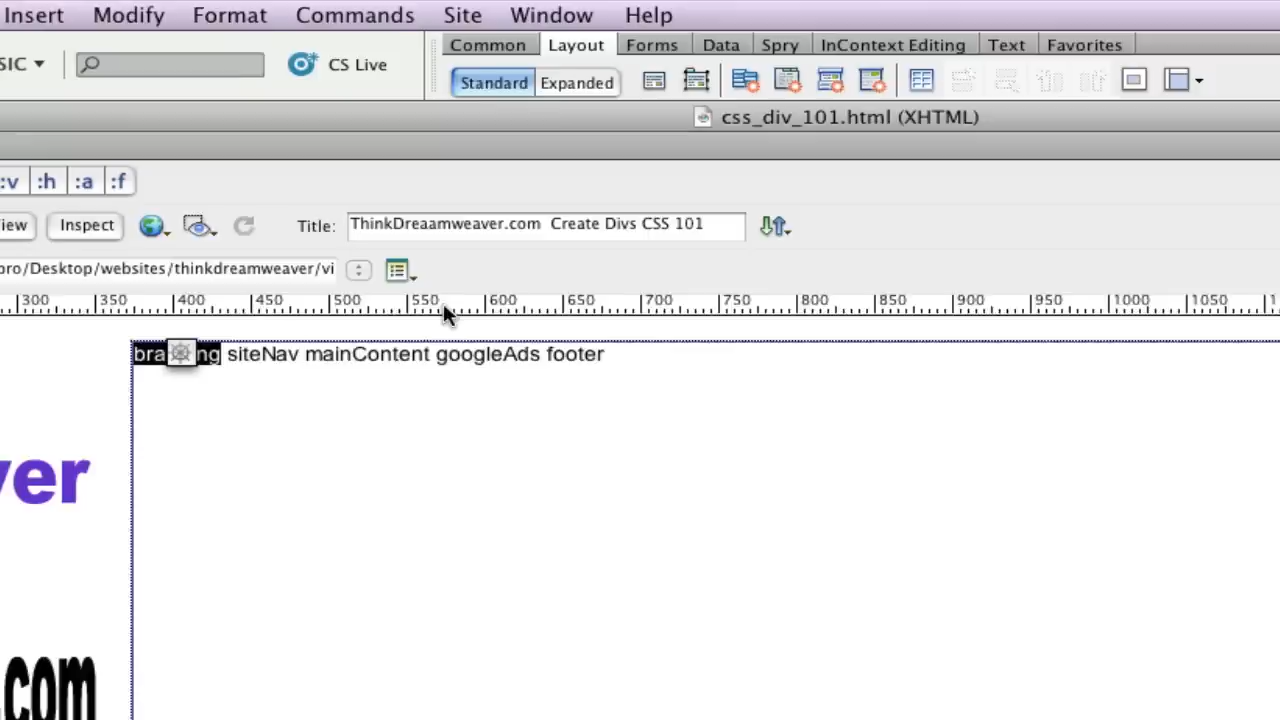 Insert Modify Format Commands Site Window Help
Common Layout Forms Data Spry InContext Editing Text Favorites
SIC CS Live
Standard Expanded
css_div_101.html (XHTML)
:v :h :a :f
iew Inspect Title: ThinkDreaamweaver.com Create Divs CSS 101
pro/Desktop/websites/thinkdreamweaver/vi
300 350 400 450 500 550 600 650 700 750 800 850 900 950 1000 1050 1
siteNav mainContent googleAds footer
ver
.com